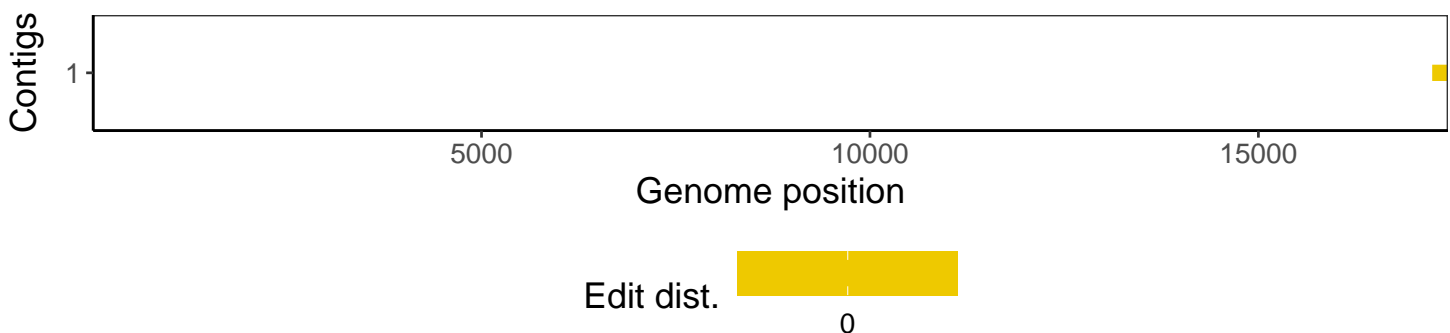 Contigs
1
5000 10000 15000
Genome position
Edit dist.
0